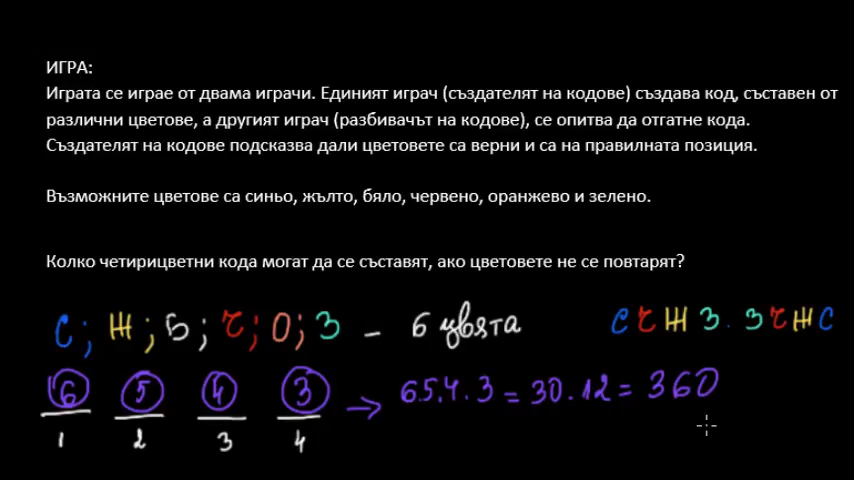 ИГРА:
Играта се играе от двама играчи. Единият играч (създателят на кодове) създава код, съставен от
различни цветове, а другият играч (разбивачът на кодове), се опитва да отгатне кода.
Създателят на кодове подсказва дали цветовете са верни и са на правилната позиция.
Възможните цветове са синьо, жълто, бяло, червено, оранжево и зелено.
Колко четирицветни кода могат да се съставят, ако цветовете не се повтарят?
С; Ж; Б; Ч; О; З – 6 цвята СЧЖЗ. ЗЧЖС
6 5 4 3 → 6.5.4.3 = 30.12 = 360
1 2 3 4